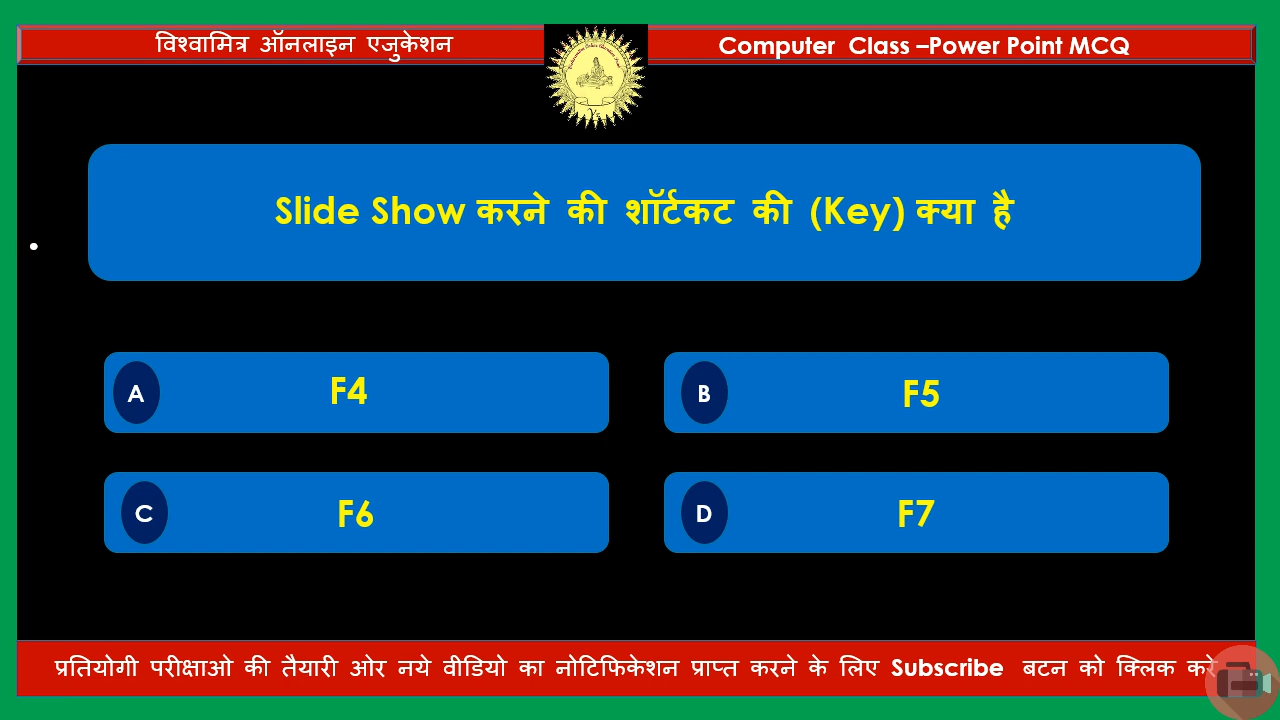 विश्वामित्र ऑनलाइन एजुकेशन
Computer Class –Power Point MCQ
Slide Show करने की शॉर्टकट की (Key) क्या है
A F4
B F5
C F6
D F7
प्रतियोगी परीक्षाओ की तैयारी ओर नये वीडियो का नोटिफिकेशन प्राप्त करने के लिए Subscribe बटन को क्लिक करे